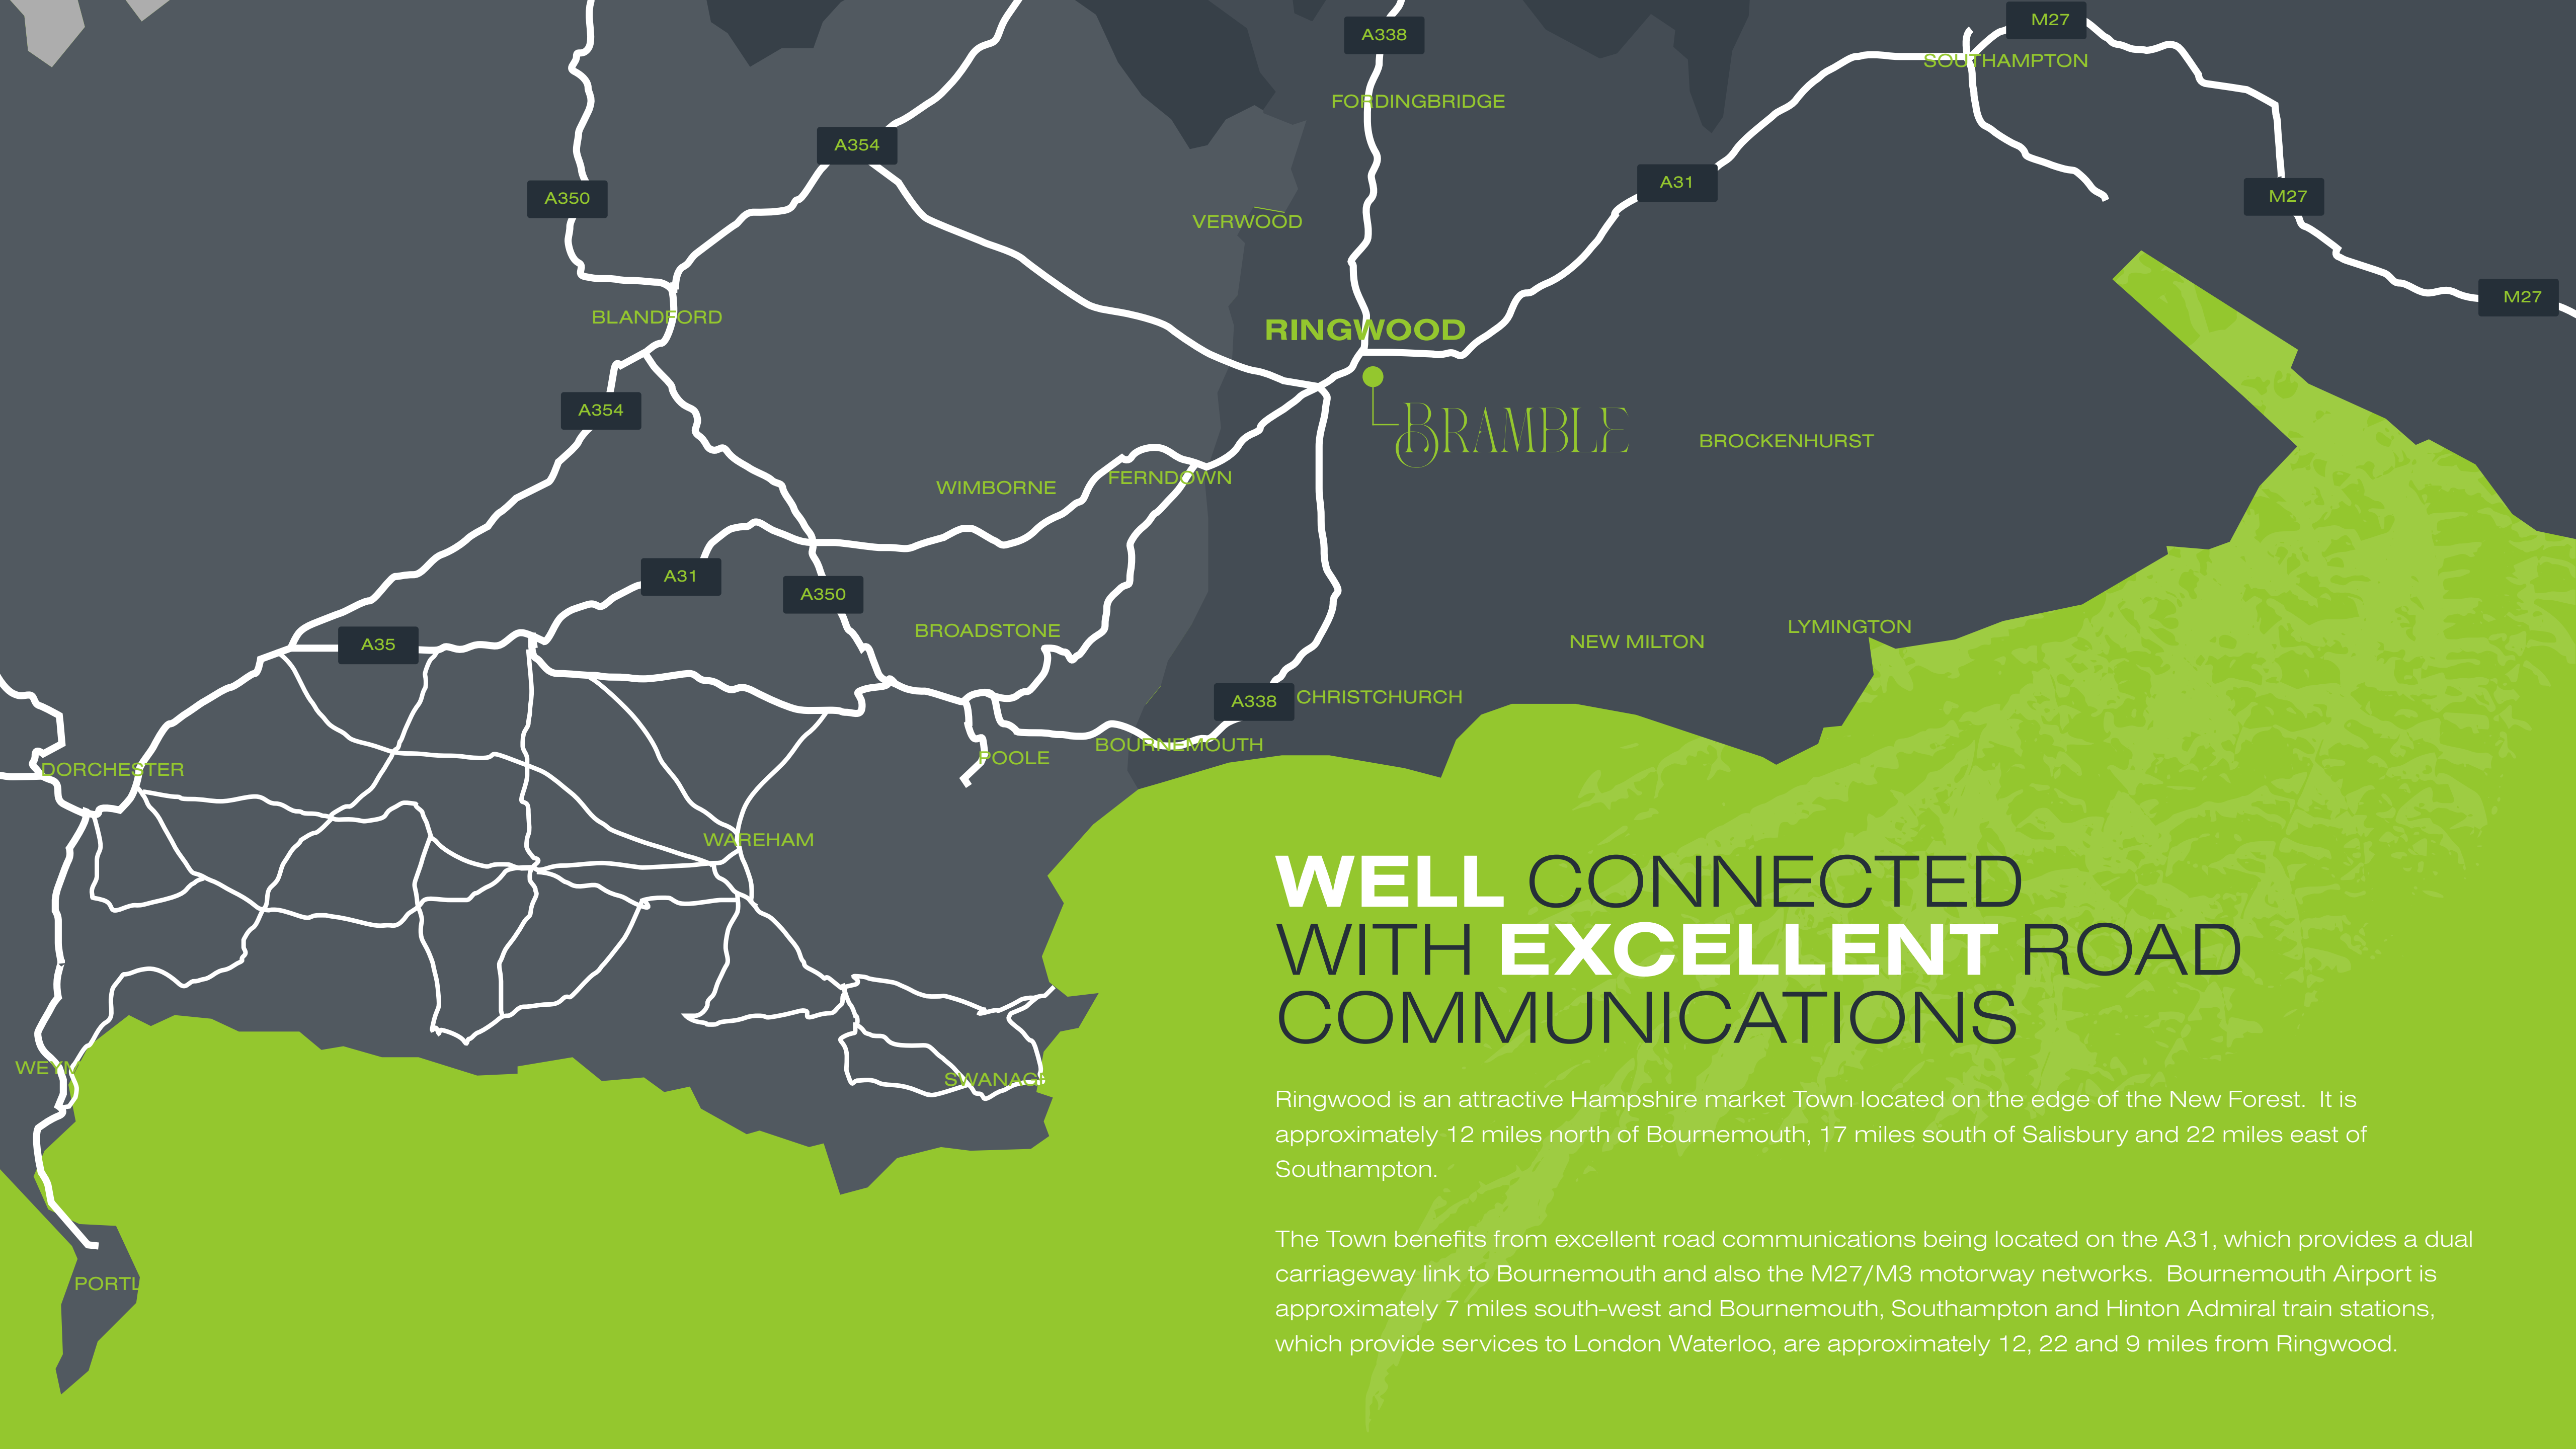 M27
A338
SOUTHAMPTON
FORDINGBRIDGE
A354
A31
A350
M27
VERWOOD
M27
BLANDFORD
RINGWOOD
A354
BRAMBLE
BROCKENHURST
FERNDOWN
WIMBORNE
A31
A350
BROADSTONE
LYMINGTON
NEW MILTON
A35
A338
CHRISTCHURCH
BOURNEMOUTH
POOLE
DORCHESTER
WAREHAM
WELL CONNECTED
WITH EXCELLENT ROAD
COMMUNICATIONS
WEYM
SWANAGE
Ringwood is an attractive Hampshire market Town located on the edge of the New Forest.  It is
approximately 12 miles north of Bournemouth, 17 miles south of Salisbury and 22 miles east of
Southampton.
The Town benefits from excellent road communications being located on the A31, which provides a dual
carriageway link to Bournemouth and also the M27/M3 motorway networks.  Bournemouth Airport is
approximately 7 miles south-west and Bournemouth, Southampton and Hinton Admiral train stations,
which provide services to London Waterloo, are approximately 12, 22 and 9 miles from Ringwood.
PORTL